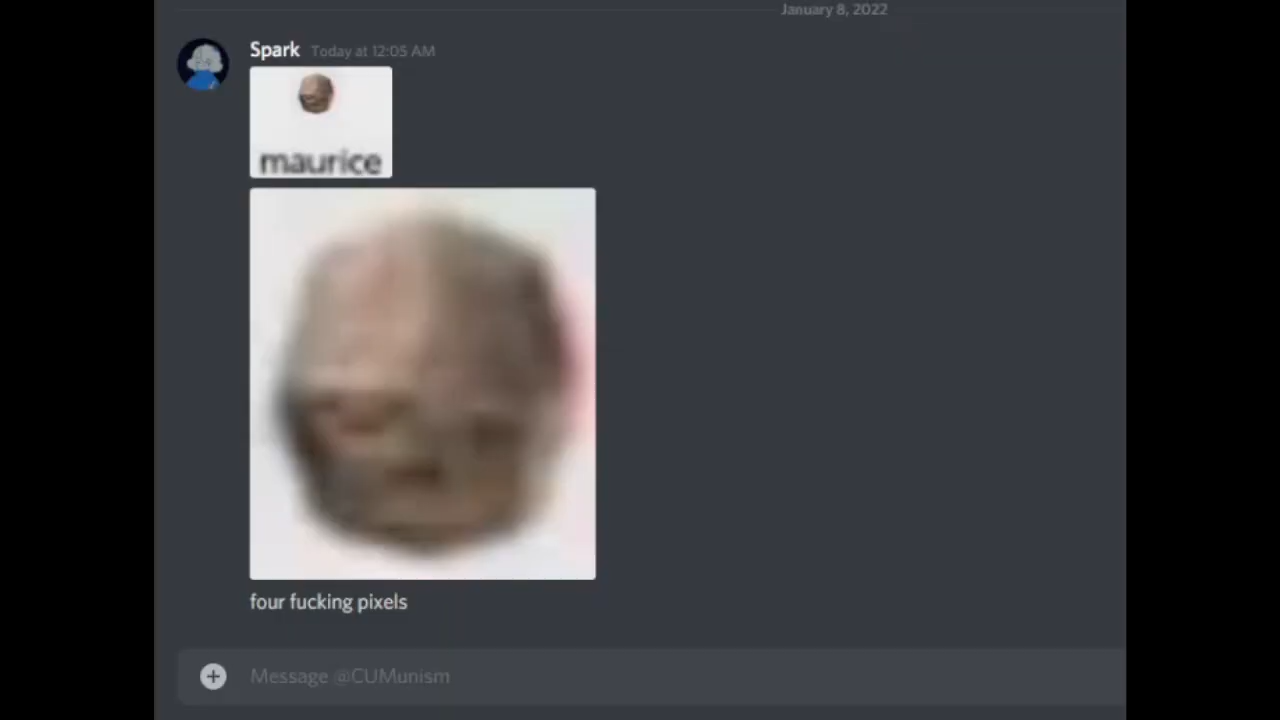 January 8, 2022
Spark Today at 12:05 AM
maurice
four fucking pixels
Message @CUMunism